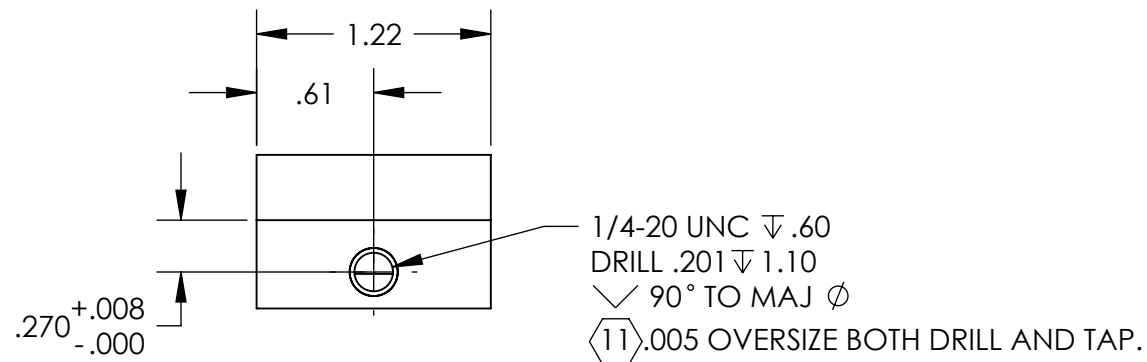 1.22
.61
1/4-20 UNC ↧ .60
DRILL .201 ↧ 1.10
⌵ 90° TO MAJ ⌀
11 .005 OVERSIZE BOTH DRILL AND TAP.
.270 +.008
-.000